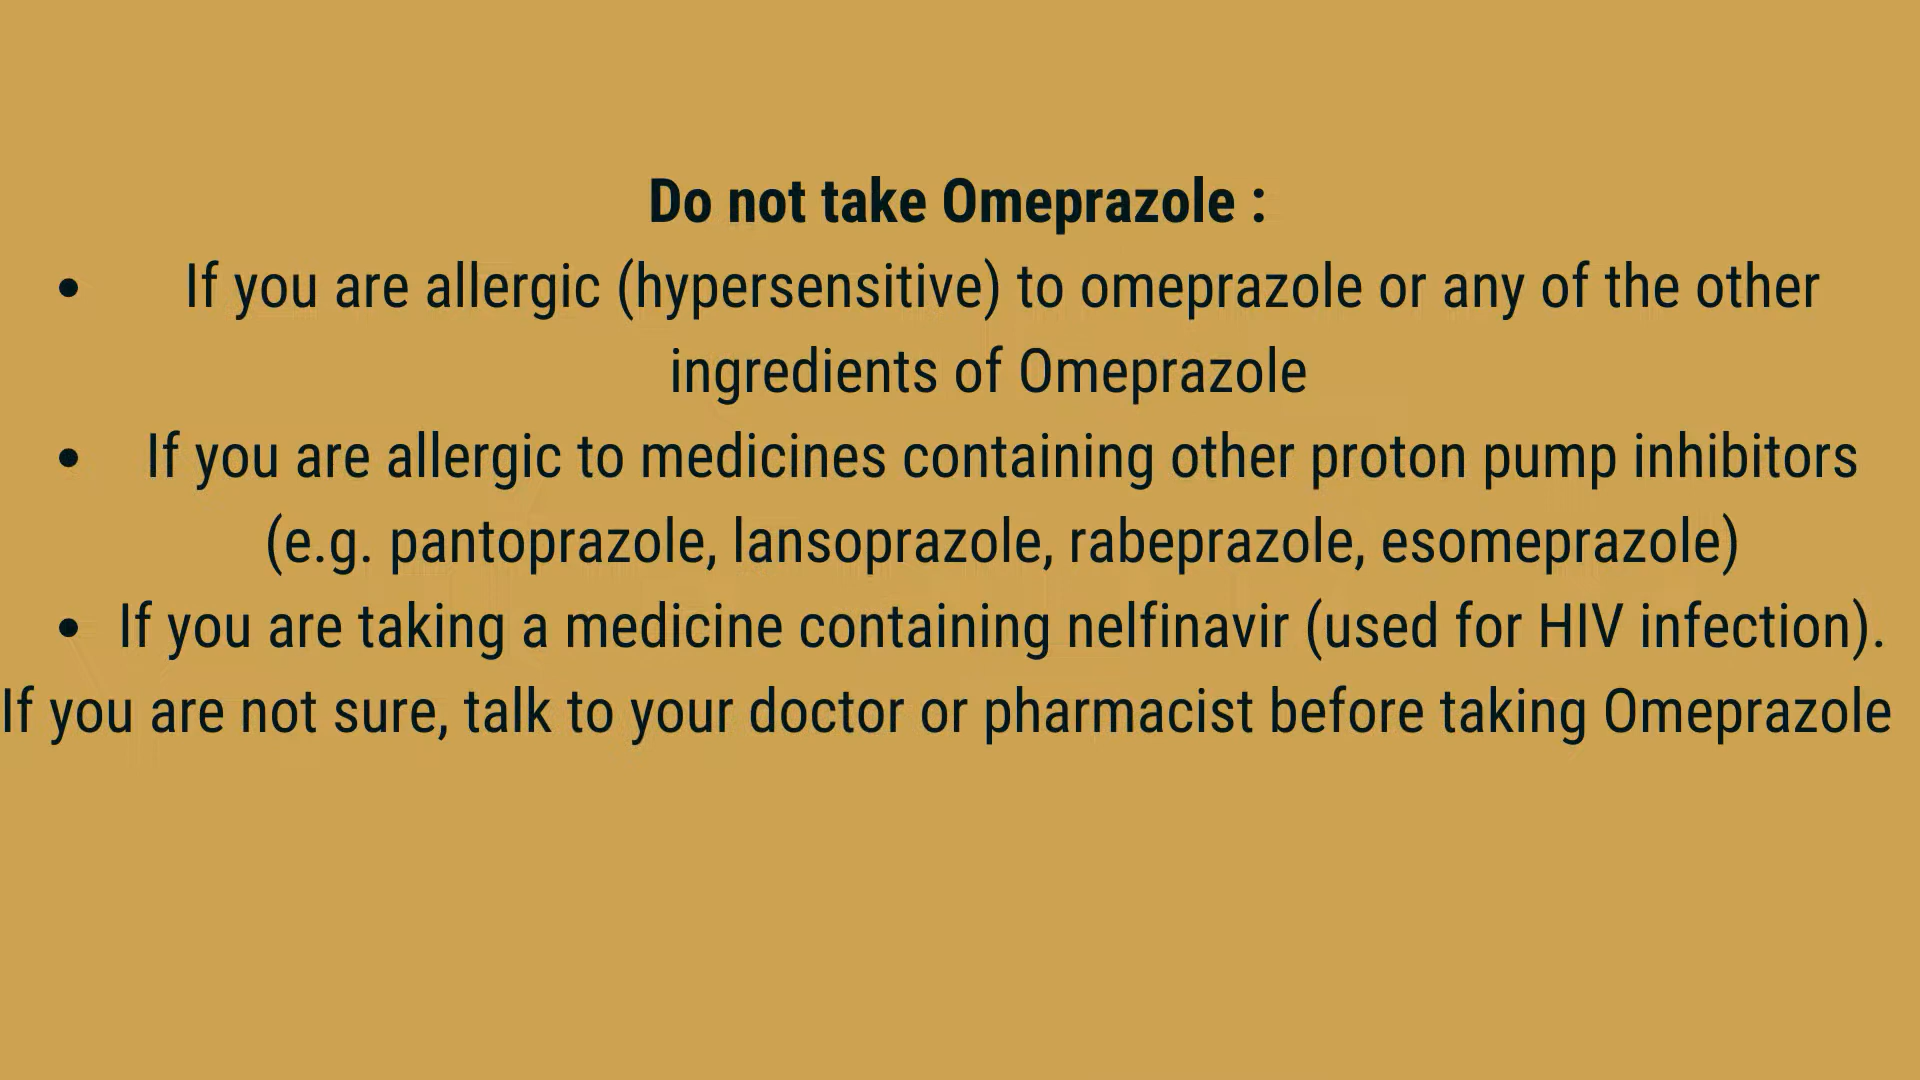 Do not take Omeprazole :
• If you are allergic (hypersensitive) to omeprazole or any of the other
ingredients of Omeprazole
• If you are allergic to medicines containing other proton pump inhibitors
(e.g. pantoprazole, lansoprazole, rabeprazole, esomeprazole)
• If you are taking a medicine containing nelfinavir (used for HIV infection).
If you are not sure, talk to your doctor or pharmacist before taking Omeprazole